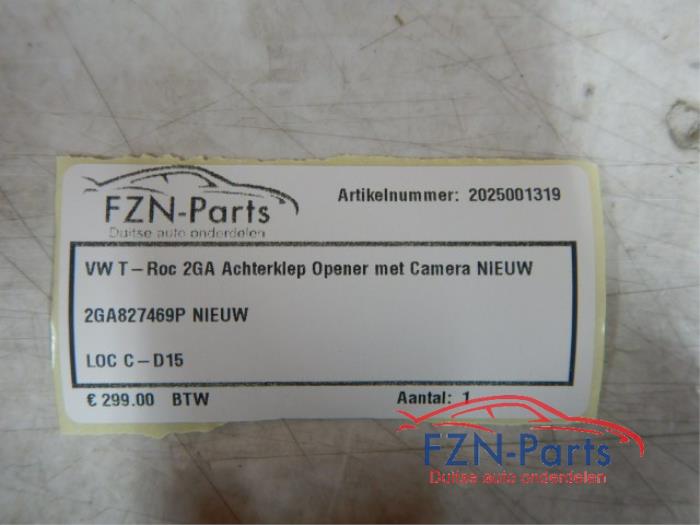 FZN-Parts
Duitse auto onderdelen
Artikelnummer: 2025001319
VW T-Roc 2GA Achterklep Opener met Camera NIEUW
2GA827469P NIEUW
LOC C-D15
€ 299.00 BTW
Aantal: 1
FZN-Parts
Duitse auto onderdelen